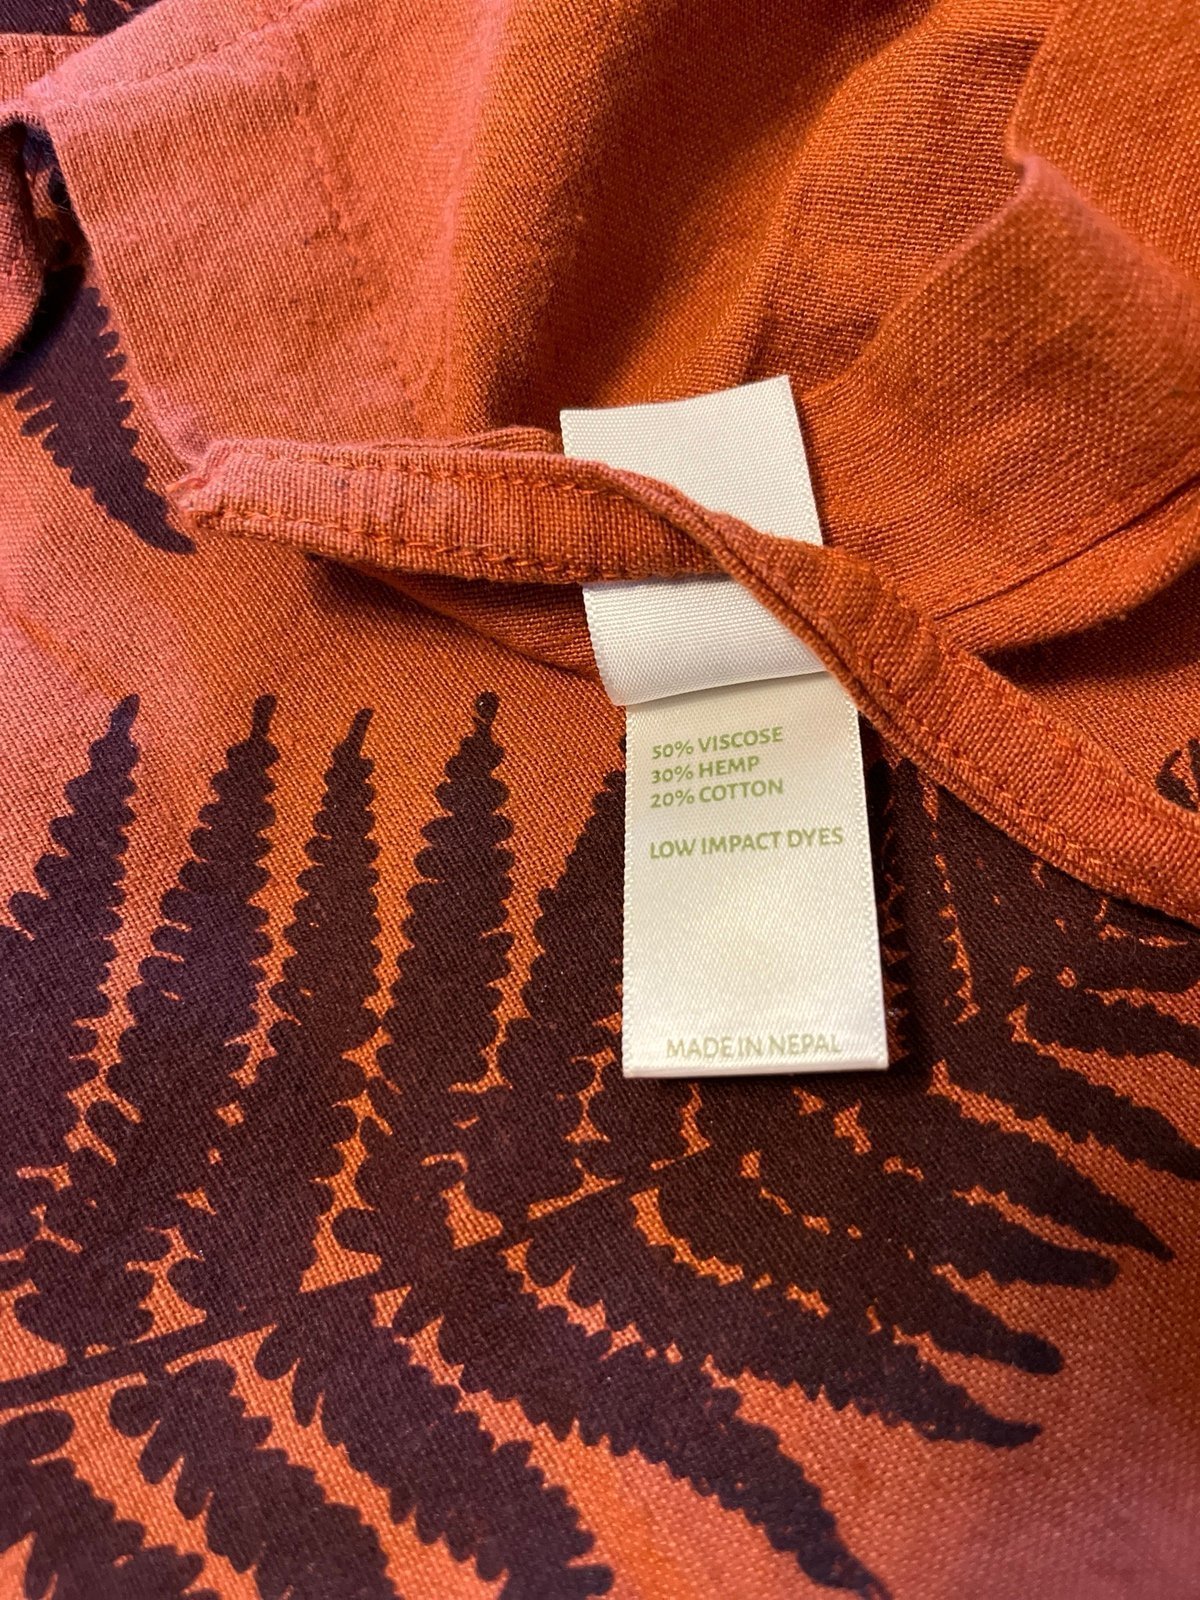 50% VISCOSE
30% HEMP
20% COTTON
LOW IMPACT DYES
MADE IN NEPAL